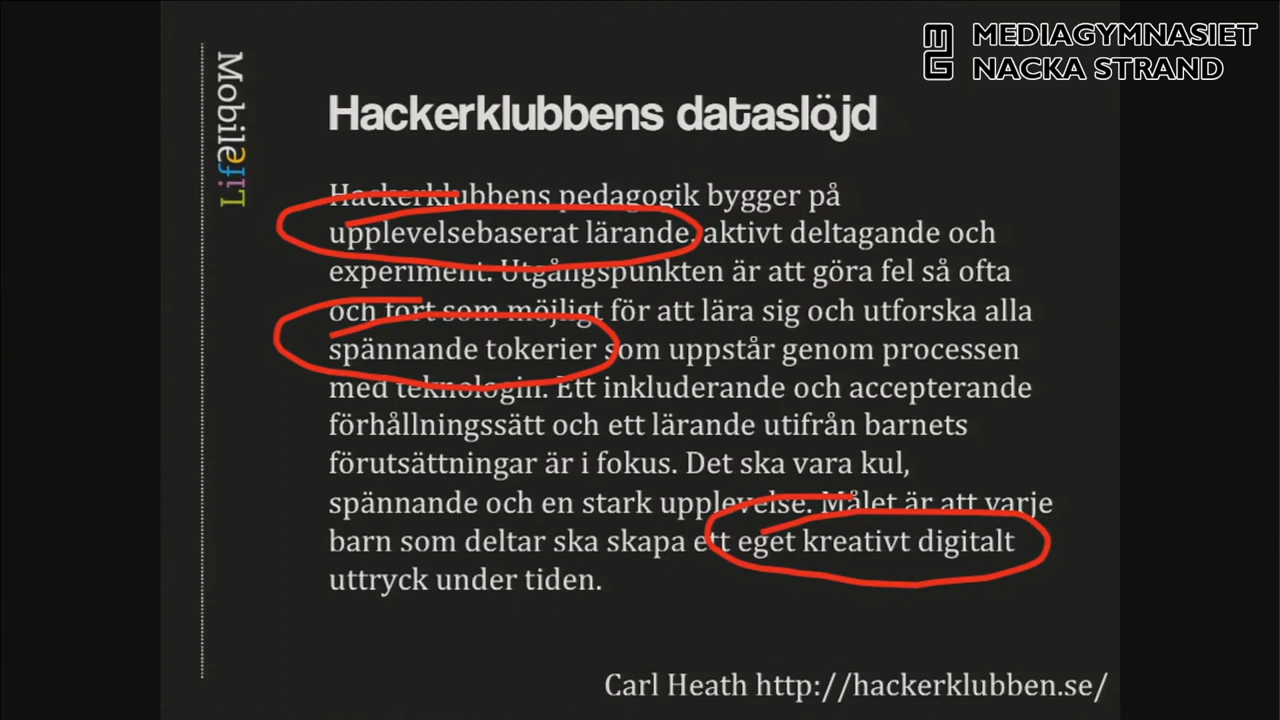 MEDIAGYMNASIET
NACKA STRAND
MobileLife
Hackerklubbens dataslöjd
Hackerklubbens pedagogik bygger på
upplevelsebaserat lärande, aktivt deltagande och
experiment. Utgångspunkten är att göra fel så ofta
och fort som möjligt för att lära sig och utforska alla
spännande tokerier som uppstår genom processen
med teknologin. Ett inkluderande och accepterande
förhållningssätt och ett lärande utifrån barnets
förutsättningar är i fokus. Det ska vara kul,
spännande och en stark upplevelse. Målet är att varje
barn som deltar ska skapa ett eget kreativt digitalt
uttryck under tiden.
Carl Heath http://hackerklubben.se/